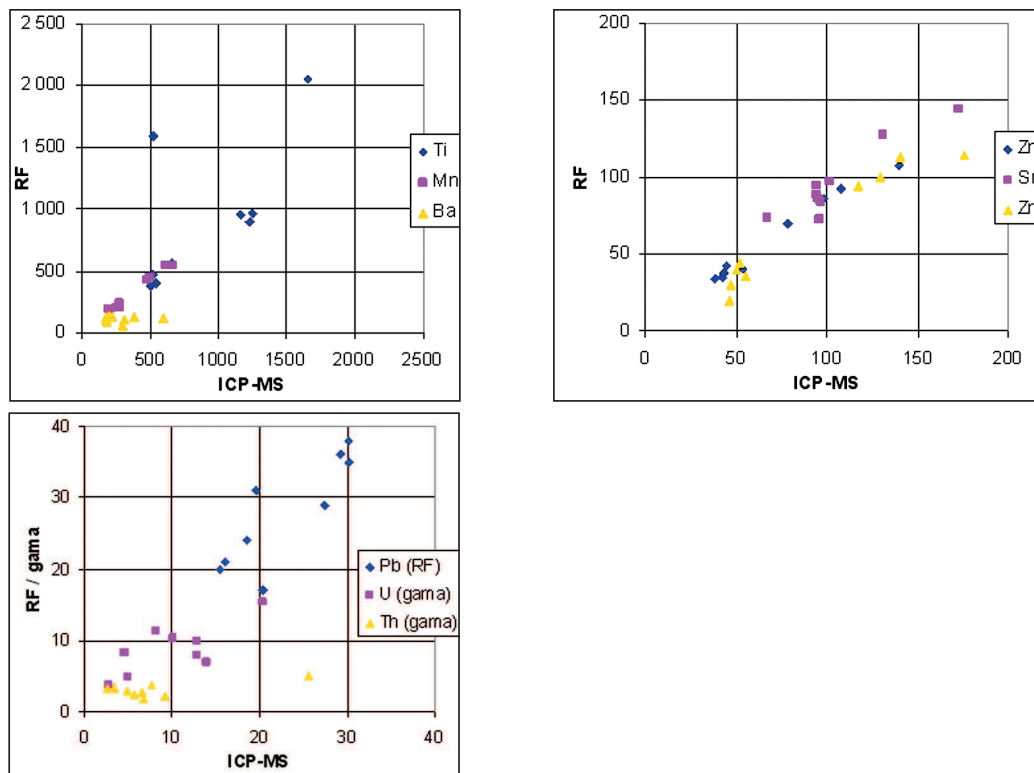 2 500
2 000
1 500
1 000
500
0
RF
0 500 1000 1500 2000 2500
ICP-MS
Ti
Mn
Ba
200
150
100
50
0
RF
0 50 100 150 200
ICP-MS
40
30
20
10
0
RF / gama
0 10 20 30 40
ICP-MS
Pb (RF)
U (gama)
Th (gama)